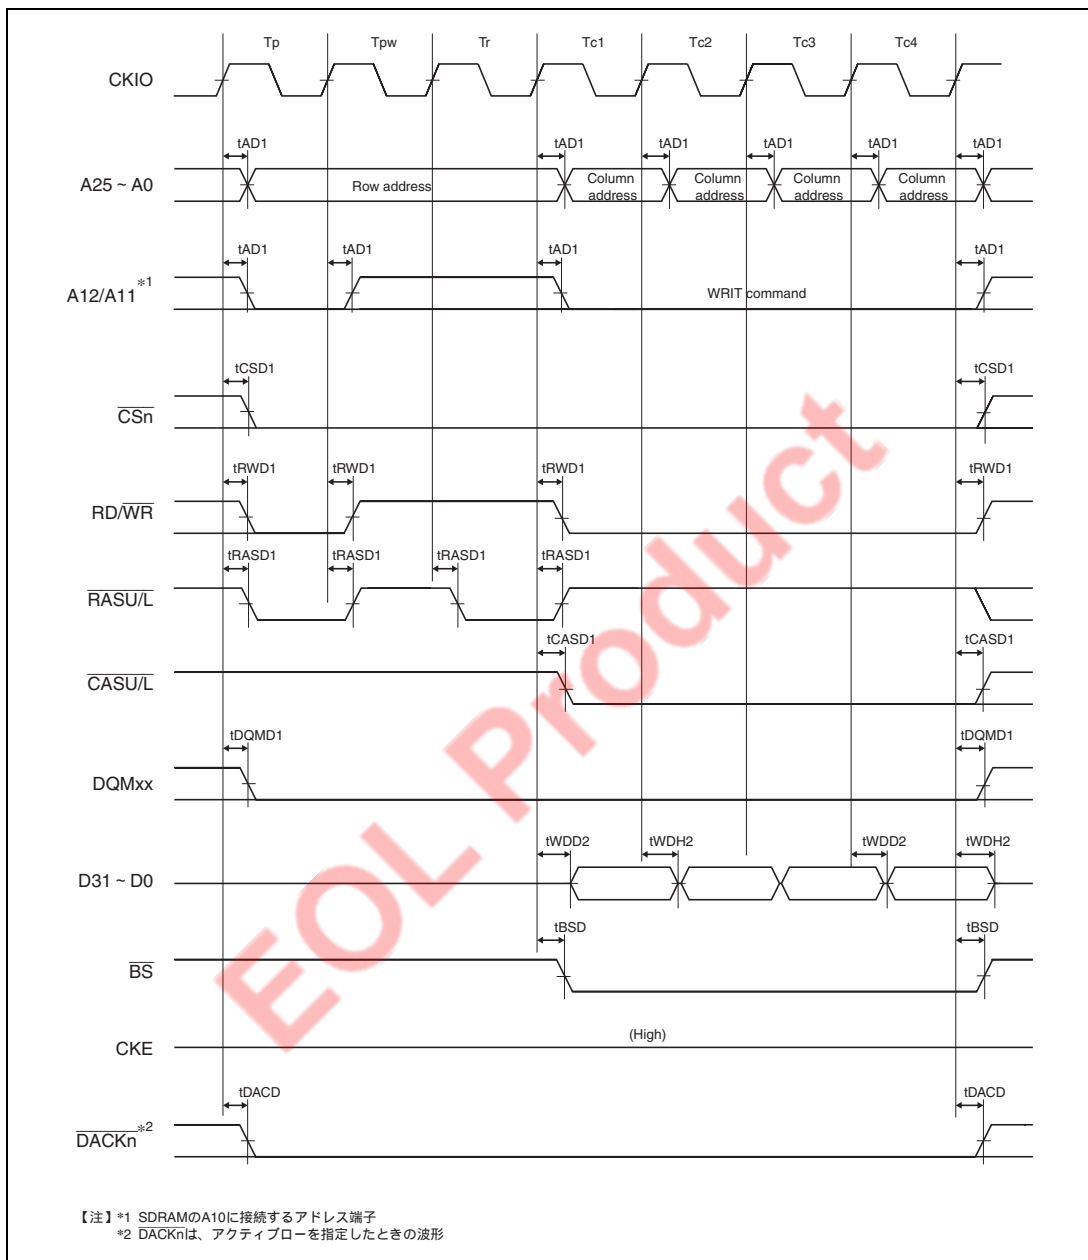 Tp Tpw Tr Tc1 Tc2 Tc3 Tc4
CKIO
tAD1 tAD1 tAD1 tAD1 tAD1 tAD1
A25 ~ A0
Row address
Column address
Column address
Column address
Column address
tAD1 tAD1 tAD1 tAD1
A12/A11*1
WRIT command
tCSD1 tCSD1
CSn
tRWD1 tRWD1 tRWD1 tRWD1
RD/WR
tRASD1 tRASD1 tRASD1 tRASD1
RASU/L
tCASD1 tCASD1
CASU/L
tDQMD1 tDQMD1
DQMxx
tWDD2 tWDH2 tWDD2 tWDH2
D31 ~ D0
tBSD tBSD
BS
(High)
CKE
tDACD tDACD
DACKn*2
EOL Product
【注】*1 SDRAMのA10に接続するアドレス端子
*2 DACKnは、アクティブローを指定したときの波形